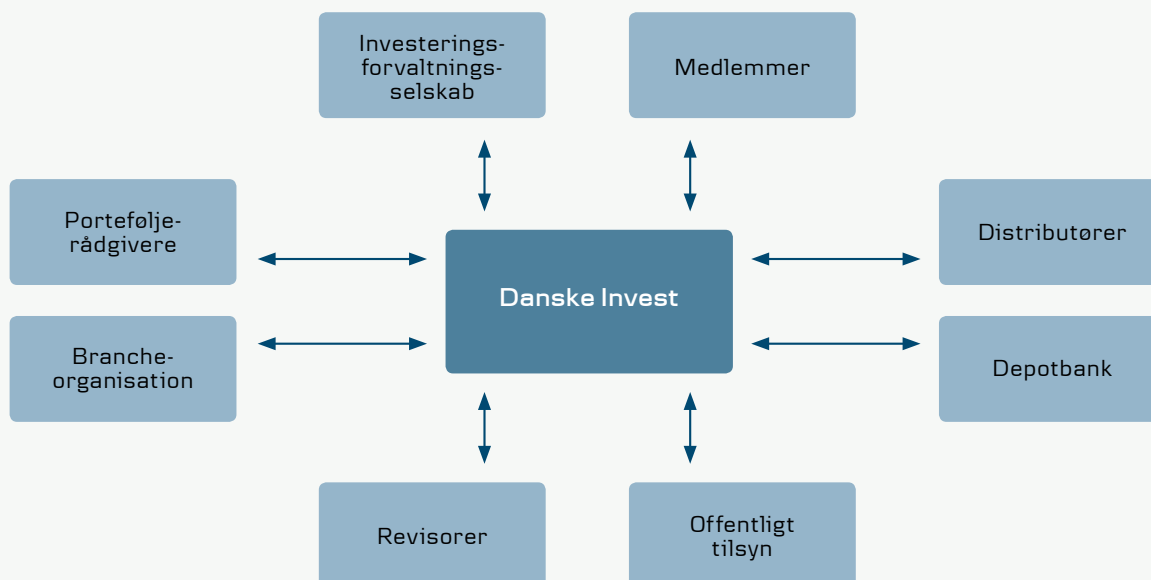 Investerings-
forvaltnings-
selskab
Medlemmer
Portefølje-
rådgivere
Distributører
Danske Invest
Branche-
organisation
Depotbank
Revisorer
Offentligt
tilsyn